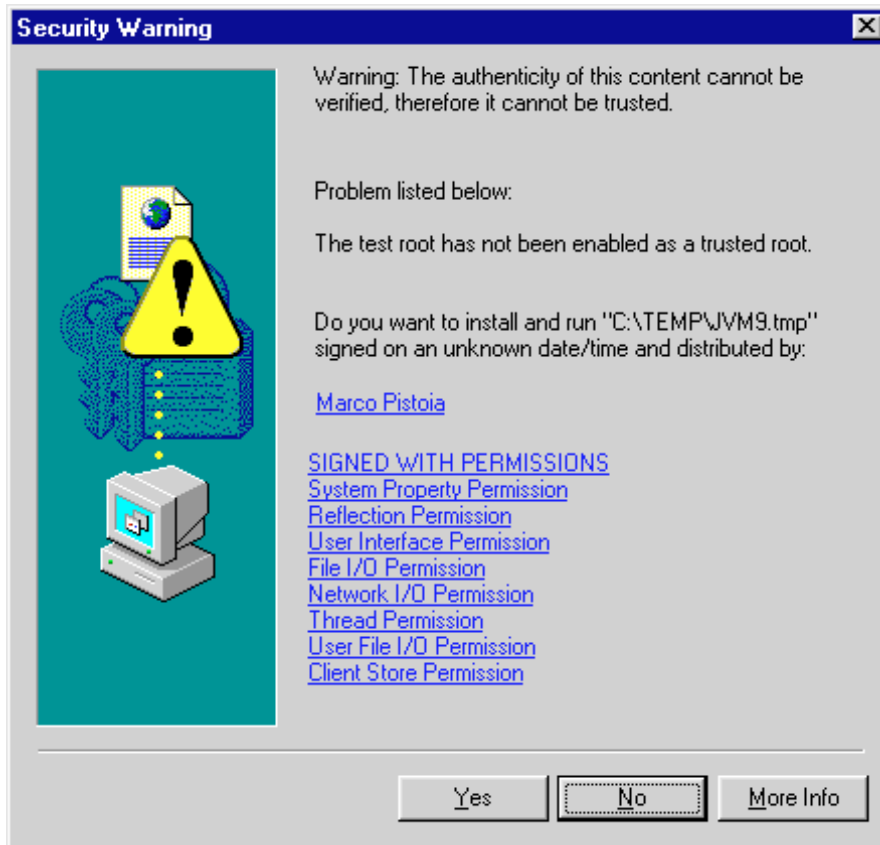 Security Warning
Warning: The authenticity of this content cannot be
verified, therefore it cannot be trusted.
Problem listed below:
The test root has not been enabled as a trusted root.
Do you want to install and run "C:\TEMP\JVM9.tmp"
signed on an unknown date/time and distributed by:
Marco Pistoia
SIGNED WITH PERMISSIONS
System Property Permission
Reflection Permission
User Interface Permission
File I/O Permission
Network I/O Permission
Thread Permission
User File I/O Permission
Client Store Permission
Yes No More Info